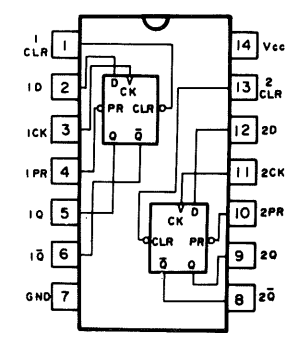 1 CLR 1 14 Vcc
1D 2 13 2 CLR
D CK
PR CLR
1CK 3 12 2D
Q Q̅
1PR 4 11 2CK
1Q 5 10 2PR
CK D
CLR PR
1Q̅ 6 9 2Q
Q̅ Q
GND 7 8 2Q̅